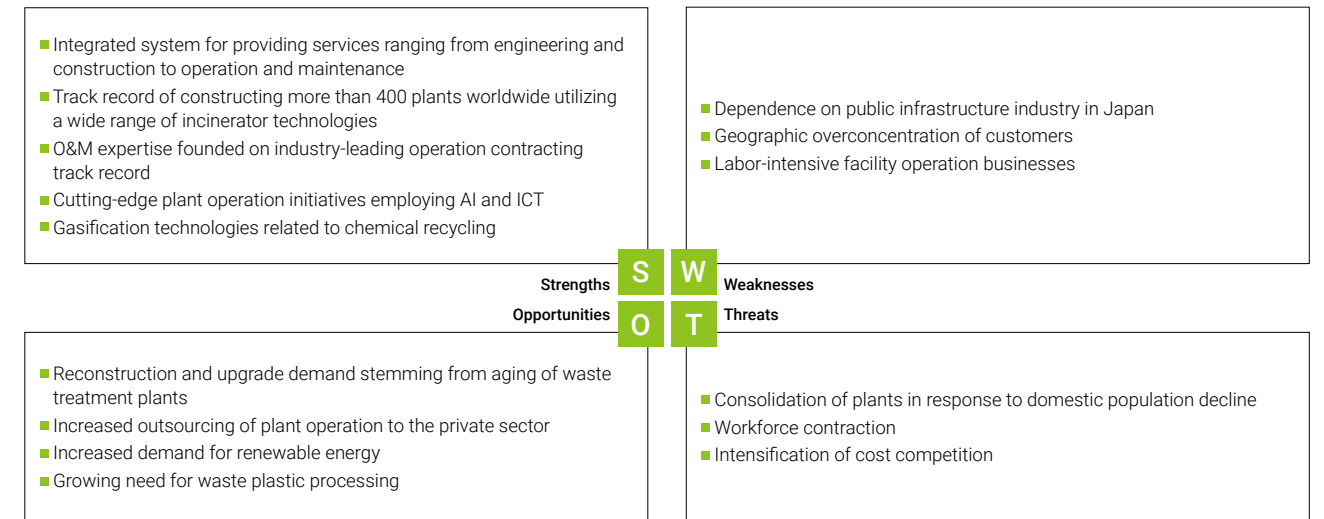 Integrated system for providing services ranging from engineering and
construction to operation and maintenance
Track record of constructing more than 400 plants worldwide utilizing
a wide range of incinerator technologies
O&M expertise founded on industry-leading operation contracting
track record
Cutting-edge plant operation initiatives employing AI and ICT
Gasification technologies related to chemical recycling
Dependence on public infrastructure industry in Japan
Geographic overconcentration of customers
Labor-intensive facility operation businesses
Strengths
S
W
Weaknesses
Opportunities
O
T
Threats
Reconstruction and upgrade demand stemming from aging of waste
treatment plants
Increased outsourcing of plant operation to the private sector
Increased demand for renewable energy
Growing need for waste plastic processing
Consolidation of plants in response to domestic population decline
Workforce contraction
Intensification of cost competition